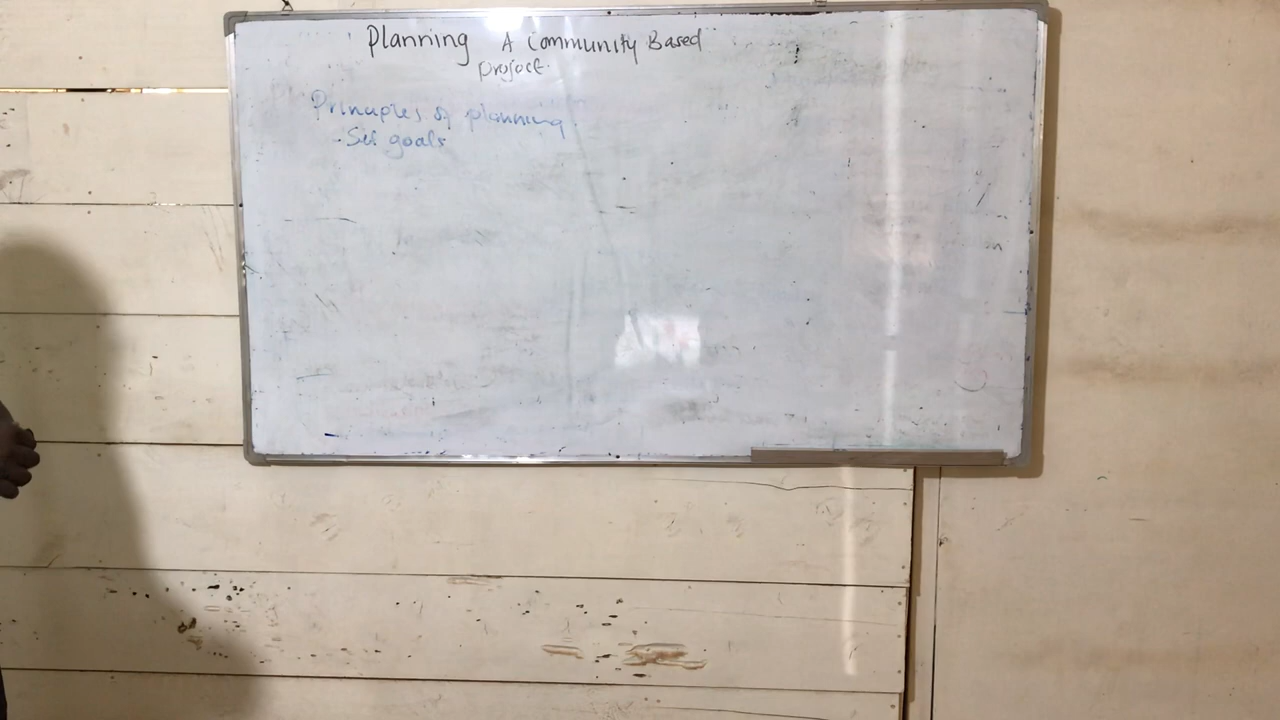 Planning A Community Based
project.
Principles of planning.
- Set goals